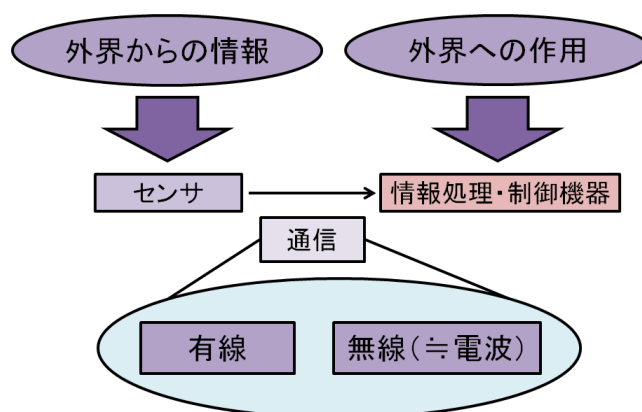 外界からの情報
外界への作用
センサ
情報処理・制御機器
通信
有線
無線(≒電波)